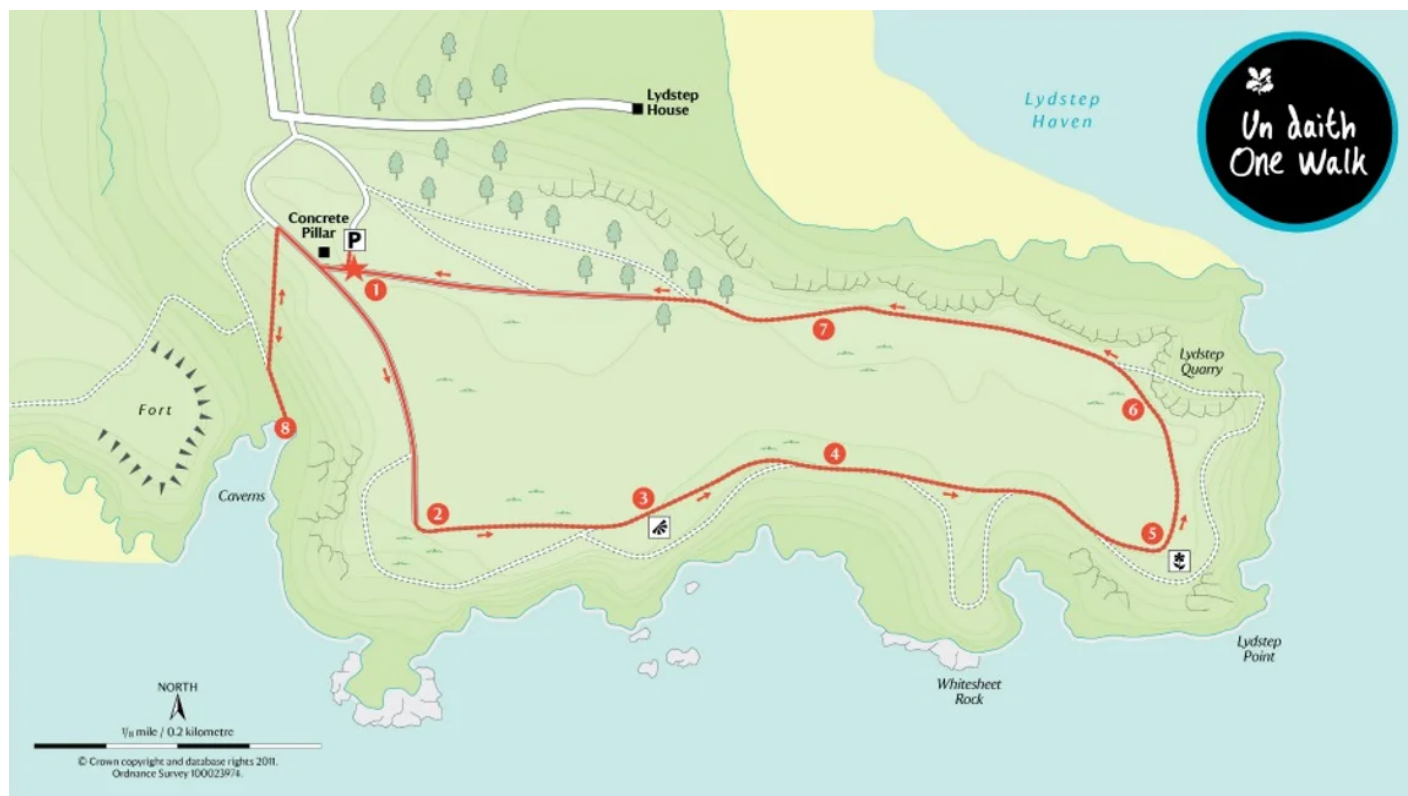 Un daith
One Walk
Lydstep
Haven
Lydstep
House
Concrete
Pillar
P
1
7
Lydstep
Quarry
6
Fort
8
Caverns
2
3
4
5
Lydstep
Point
Whitesheet
Rock
NORTH
1/8 mile / 0.2 kilometre
© Crown copyright and database rights 2011.
Ordnance Survey 100023974.